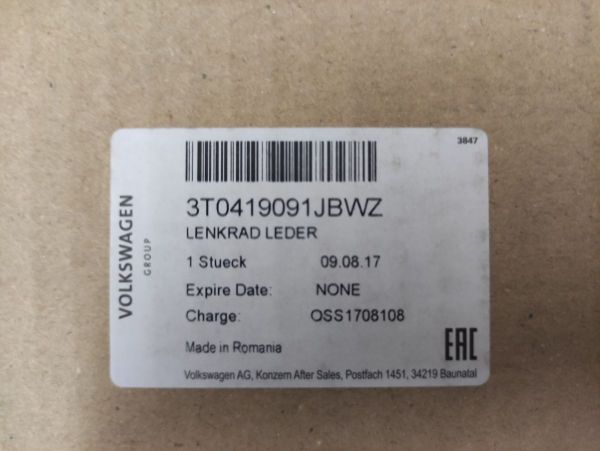 3847
VOLKSWAGEN
GROUP
3T0419091JBWZ
LENKRAD LEDER
1 Stueck 09.08.17
Expire Date: NONE
Charge: QSS1708108
Made in Romania
EAC
Volkswagen AG, Konzern After Sales, Postfach 1451, 34219 Baunatal